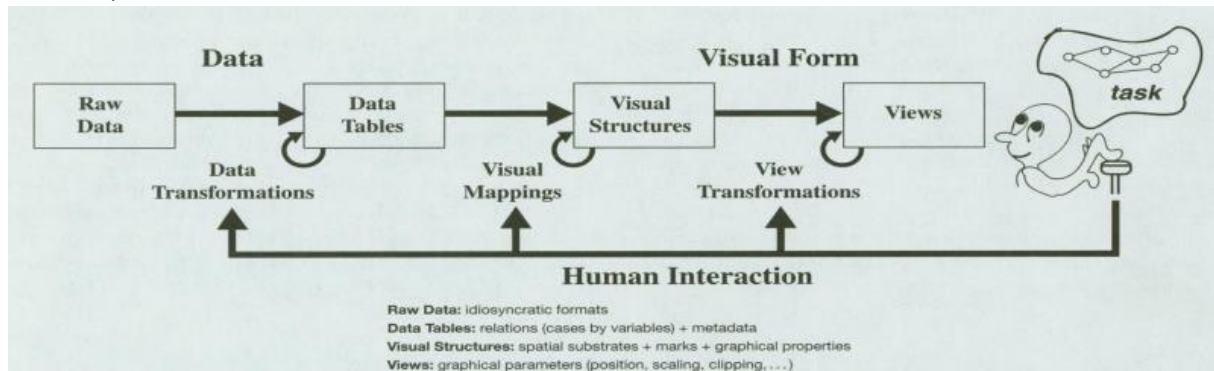 Data
Visual Form
Raw
Data
Data
Tables
Visual
Structures
Views
task
Data
Transformations
Visual
Mappings
View
Transformations
Human Interaction
Raw Data: idiosyncratic formats
Data Tables: relations (cases by variables) + metadata
Visual Structures: spatial substrates + marks + graphical properties
Views: graphical parameters (position, scaling, clipping, . . . )